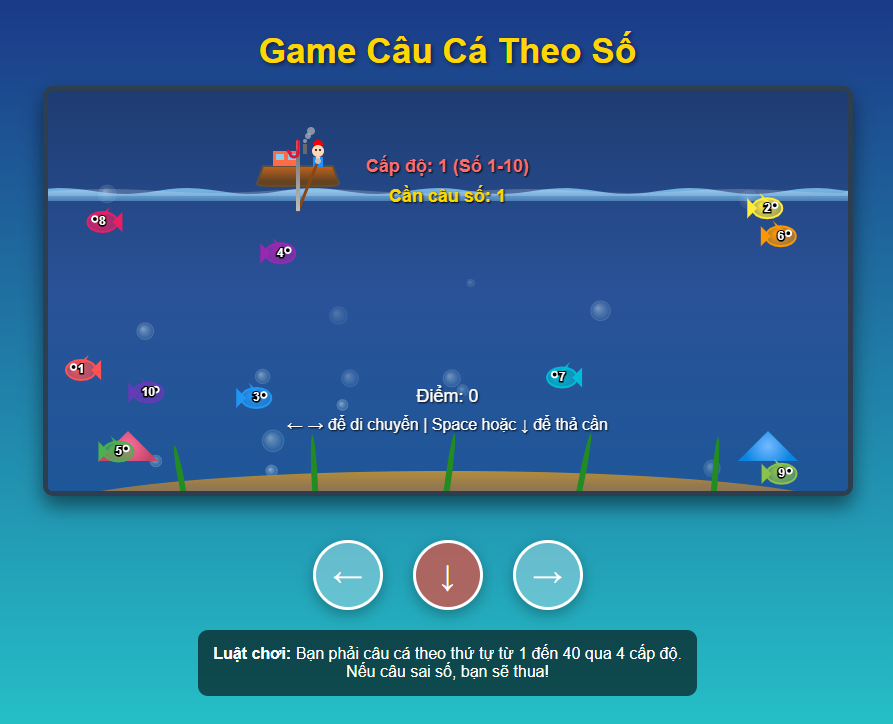 Game Câu Cá Theo Số
Cấp độ: 1 (Số 1-10)
Cần câu số: 1
8
2
6
4
1
10
3
7
5
9
Điểm: 0
←→ để di chuyển | Space hoặc ↓ để thả cần
← ↓ →
Luật chơi: Bạn phải câu cá theo thứ tự từ 1 đến 40 qua 4 cấp độ.
Nếu câu sai số, bạn sẽ thua!